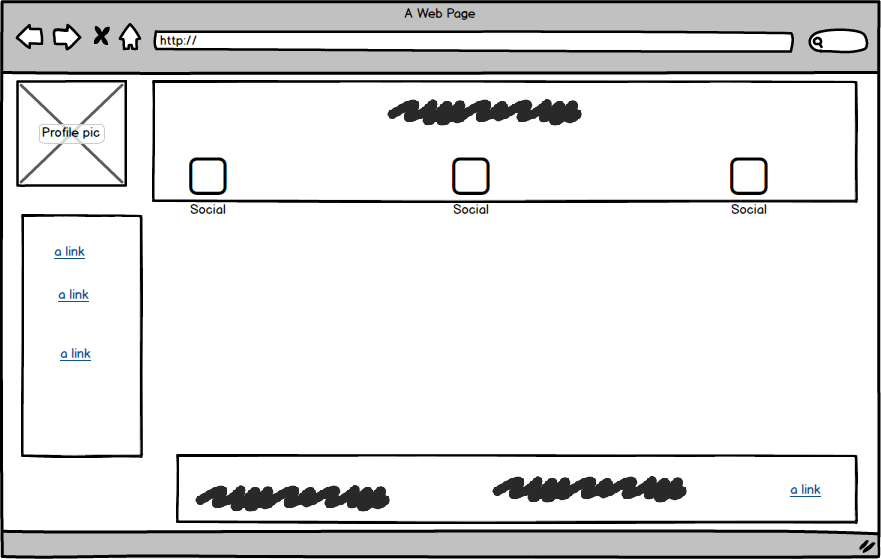 A Web Page
http://
Profile pic
Social
Social
Social
a link
a link
a link
a link